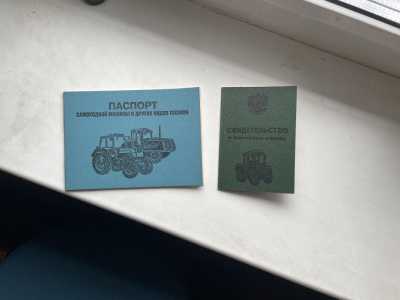 ПАСПОРТ
САМОХОДНОЙ МАШИНЫ И ДРУГИХ ВИДОВ ТЕХНИКИ
СВИДЕТЕЛЬСТВО